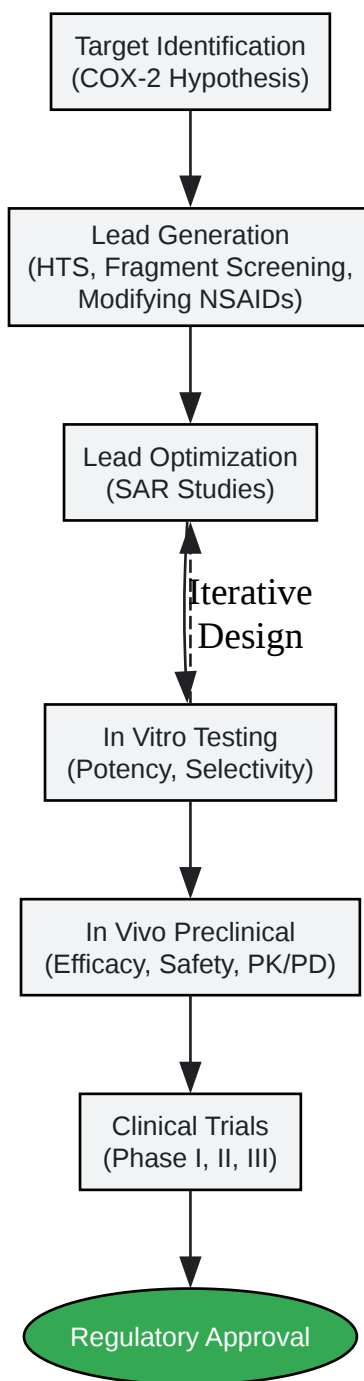 Target Identification
(COX-2 Hypothesis)
Lead Generation
(HTS, Fragment Screening,
Modifying NSAIDs)
Lead Optimization
(SAR Studies)
Iterative
Design
In Vitro Testing
(Potency, Selectivity)
In Vivo Preclinical
(Efficacy, Safety, PK/PD)
Clinical Trials
(Phase I, II, III)
Regulatory Approval